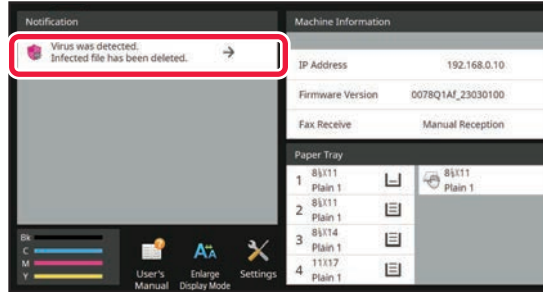 Notification
Virus was detected.
Infected file has been deleted.
Machine Information
IP Address 192.168.0.10
Firmware Version 0078Q1Af_23030100
Fax Receive Manual Reception
Paper Tray
1 8½X11
Plain 1
2 8½X11
Plain 1
3 8½X14
Plain 1
4 11X17
Plain 1
8½X11
Plain 1
Bk
C
M
Y
User's
Manual
Enlarge
Display Mode
Settings